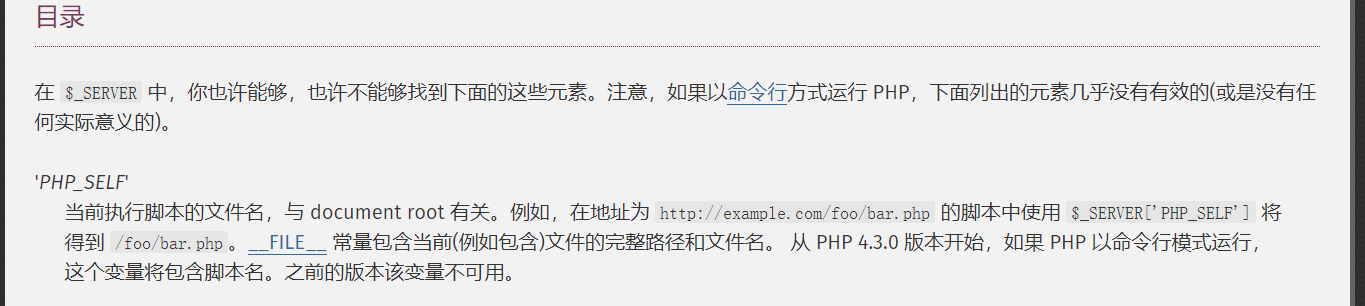 目录
在 $_SERVER 中，你也许能够，也许不能够找到下面的这些元素。注意，如果以命令行方式运行 PHP，下面列出的元素几乎没有有效的(或是没有任
何实际意义的)。
'PHP_SELF'
当前执行脚本的文件名，与 document root 有关。例如，在地址为 http://example.com/foo/bar.php 的脚本中使用 $_SERVER['PHP_SELF'] 将
得到 /foo/bar.php。__FILE__ 常量包含当前(例如包含)文件的完整路径和文件名。 从 PHP 4.3.0 版本开始，如果 PHP 以命令行模式运行，
这个变量将包含脚本名。之前的版本该变量不可用。